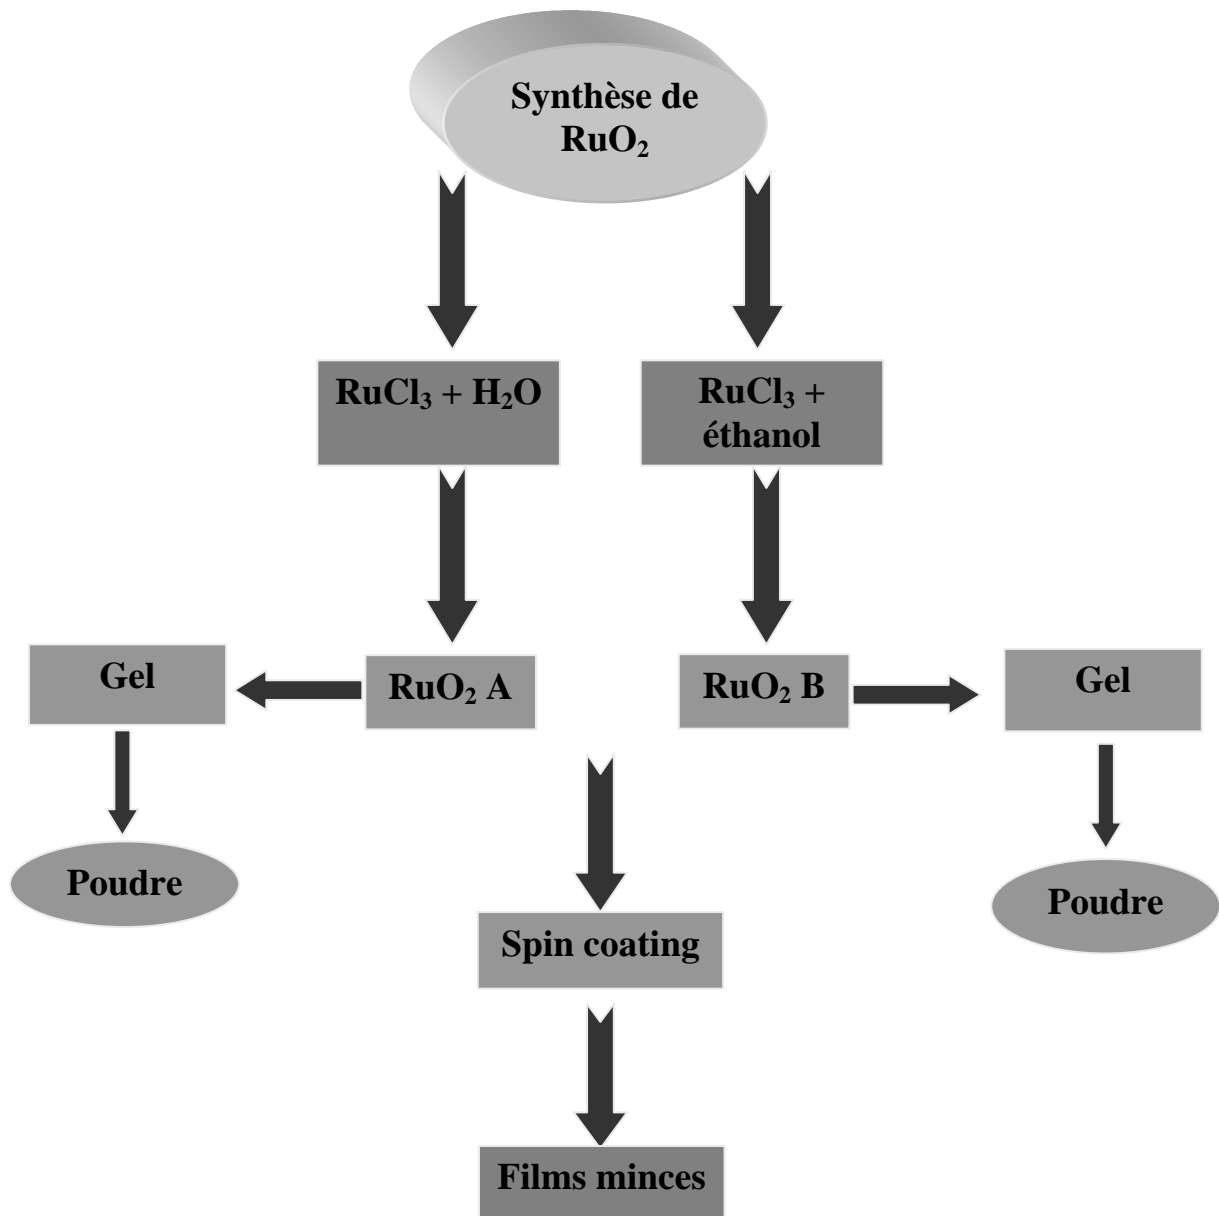 Synthèse de
RuO₂
RuCl₃ + H₂O
RuCl₃ +
éthanol
Gel
RuO₂ A
RuO₂ B
Gel
Poudre
Poudre
Spin coating
Films minces